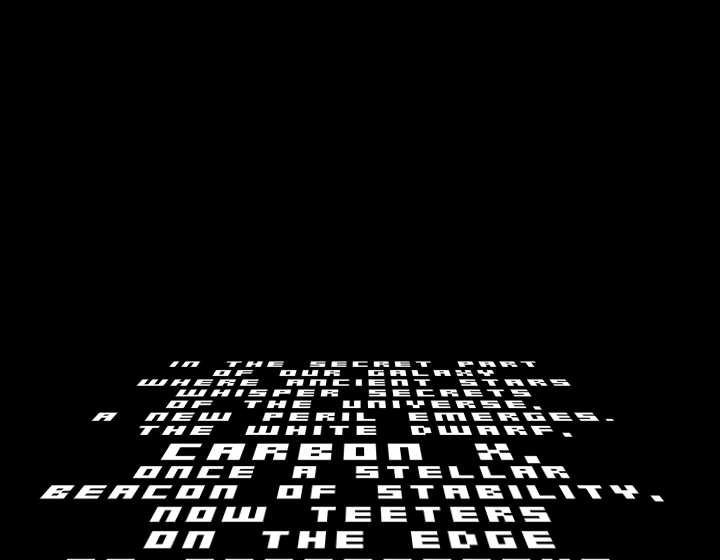 IN THE SECRET PART
OF OUR GALAXY
WHERE ANCIENT STARS
WHISPER SECRETS
OF THE UNIVERSE,
A NEW PERIL EMERGES.
THE WHITE DWARF,
CARBON X,
ONCE A STELLAR
BEACON OF STABILITY,
NOW TEETERS
ON THE EDGE